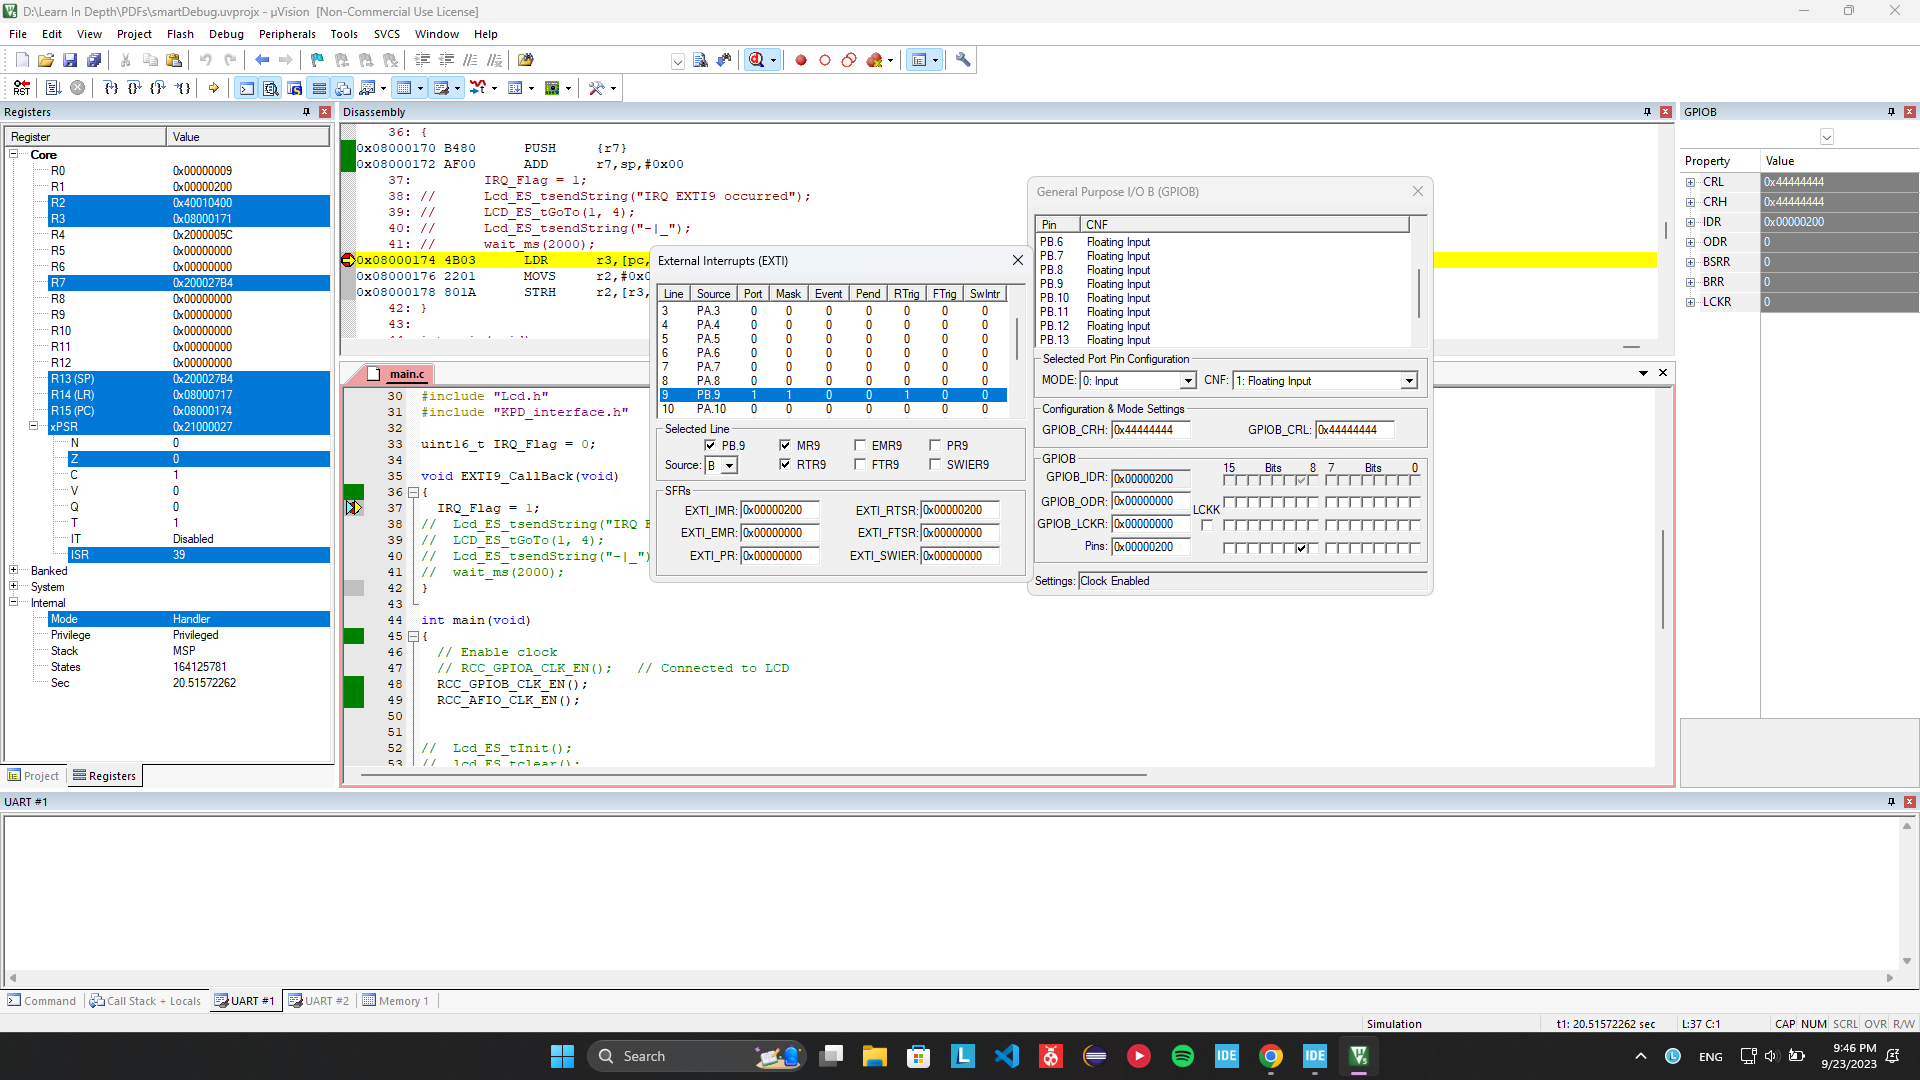 D:\Learn In Depth\PDFs\smartDebug.uvprojx - µVision  [Non-Commercial Use License]
File Edit View Project Flash Debug Peripherals Tools SVCS Window Help
Registers
Register Value
Core
R0 0x00000009
R1 0x00000200
R2 0x40010400
R3 0x08000171
R4 0x2000005C
R5 0x00000000
R6 0x00000000
R7 0x200027B4
R8 0x00000000
R9 0x00000000
R10 0x00000000
R11 0x00000000
R12 0x00000000
R13 (SP) 0x200027B4
R14 (LR) 0x08000717
R15 (PC) 0x08000174
xPSR 0x21000027
N 0
Z 0
C 1
V 0
Q 0
T 1
IT Disabled
ISR 39
Banked
System
Internal
Mode Handler
Privilege Privileged
Stack MSP
States 164125781
Sec 20.51572262
Project Registers
Disassembly
36: {
0x08000170 B480 PUSH {r7}
0x08000172 AF00 ADD r7,sp,#0x00
37: IRQ_Flag = 1;
38: // Lcd_ES_tsendString("IRQ EXTI9 occurred");
39: // LCD_ES_tGoTo(1, 4);
40: // Lcd_ES_tsendString("-|_");
41: // wait_ms(2000);
0x08000174 4B03 LDR r3,[pc,
0x08000176 2201 MOVS r2,#0x0
0x08000178 801A STRH r2,[r3,
42: }
43:
main.c
30 #include "Lcd.h"
31 #include "KPD_interface.h"
32
33 uint16_t IRQ_Flag = 0;
34
35 void EXTI9_CallBack(void)
36 {
37 IRQ_Flag = 1;
38 // Lcd_ES_tsendString("IRQ E
39 // LCD_ES_tGoTo(1, 4);
40 // Lcd_ES_tsendString("-|_")
41 // wait_ms(2000);
42 }
43
44 int main(void)
45 {
46 // Enable clock
47 // RCC_GPIOA_CLK_EN(); // Connected to LCD
48 RCC_GPIOB_CLK_EN();
49 RCC_AFIO_CLK_EN();
50
51
52 // Lcd_ES_tInit();
53 // lcd_ES_tclear();
External Interrupts (EXTI)
Line Source Port Mask Event Pend RTrig FTrig SwIntr
3 PA.3 0 0 0 0 0 0 0
4 PA.4 0 0 0 0 0 0 0
5 PA.5 0 0 0 0 0 0 0
6 PA.6 0 0 0 0 0 0 0
7 PA.7 0 0 0 0 0 0 0
8 PA.8 0 0 0 0 0 0 0
9 PB.9 1 1 0 0 1 0 0
10 PA.10 0 0 0 0 0 0 0
Selected Line
PB.9 MR9 EMR9 PR9
Source: B RTR9 FTR9 SWIER9
SFRs
EXTI_IMR: 0x00000200 EXTI_RTSR: 0x00000200
EXTI_EMR: 0x00000000 EXTI_FTSR: 0x00000000
EXTI_PR: 0x00000000 EXTI_SWIER: 0x00000000
General Purpose I/O B (GPIOB)
Pin CNF
PB.6 Floating Input
PB.7 Floating Input
PB.8 Floating Input
PB.9 Floating Input
PB.10 Floating Input
PB.11 Floating Input
PB.12 Floating Input
PB.13 Floating Input
Selected Port Pin Configuration
MODE: 0: Input CNF: 1: Floating Input
Configuration & Mode Settings
GPIOB_CRH: 0x44444444 GPIOB_CRL: 0x44444444
GPIOB
15 Bits 8 7 Bits 0
GPIOB_IDR: 0x00000200
GPIOB_ODR: 0x00000000
LCKK
GPIOB_LCKR: 0x00000000
Pins: 0x00000200
Settings: Clock Enabled
GPIOB
Property Value
CRL 0x44444444
CRH 0x44444444
IDR 0x00000200
ODR 0
BSRR 0
BRR 0
LCKR 0
UART #1
Command Call Stack + Locals UART #1 UART #2 Memory 1
Simulation t1: 20.51572262 sec L:37 C:1 CAP NUM SCRL OVR R/W
Search
ENG
9:46 PM
9/23/2023